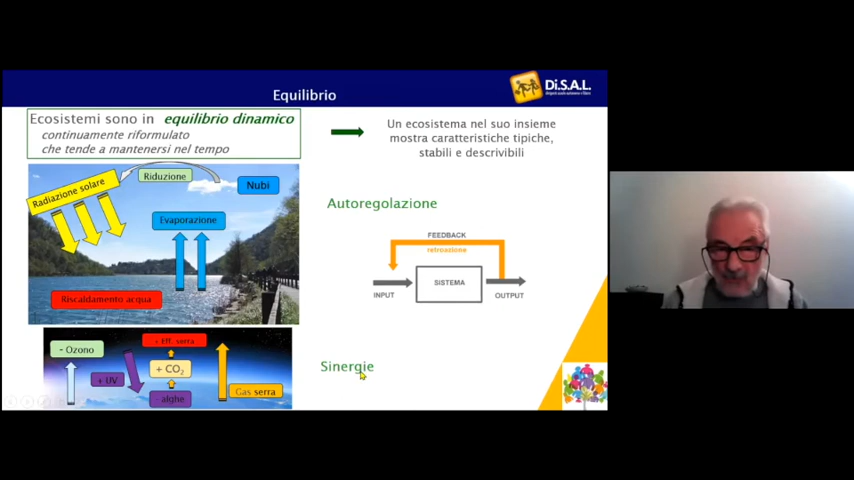 Equilibrio
Di.S.A.L.
Ecosistemi sono in equilibrio dinamico
continuamente riformulato
che tende a mantenersi nel tempo
Un ecosistema nel suo insieme
mostra caratteristiche tipiche,
stabili e descrivibili
Riduzione
Radiazione solare
Nubi
Evaporazione
Riscaldamento acqua
Autoregolazione
FEEDBACK
retroazione
SISTEMA
INPUT
OUTPUT
- Ozono
+ Eff. serra
+ UV
+ CO₂
- alghe
Gas serra
Sinergie